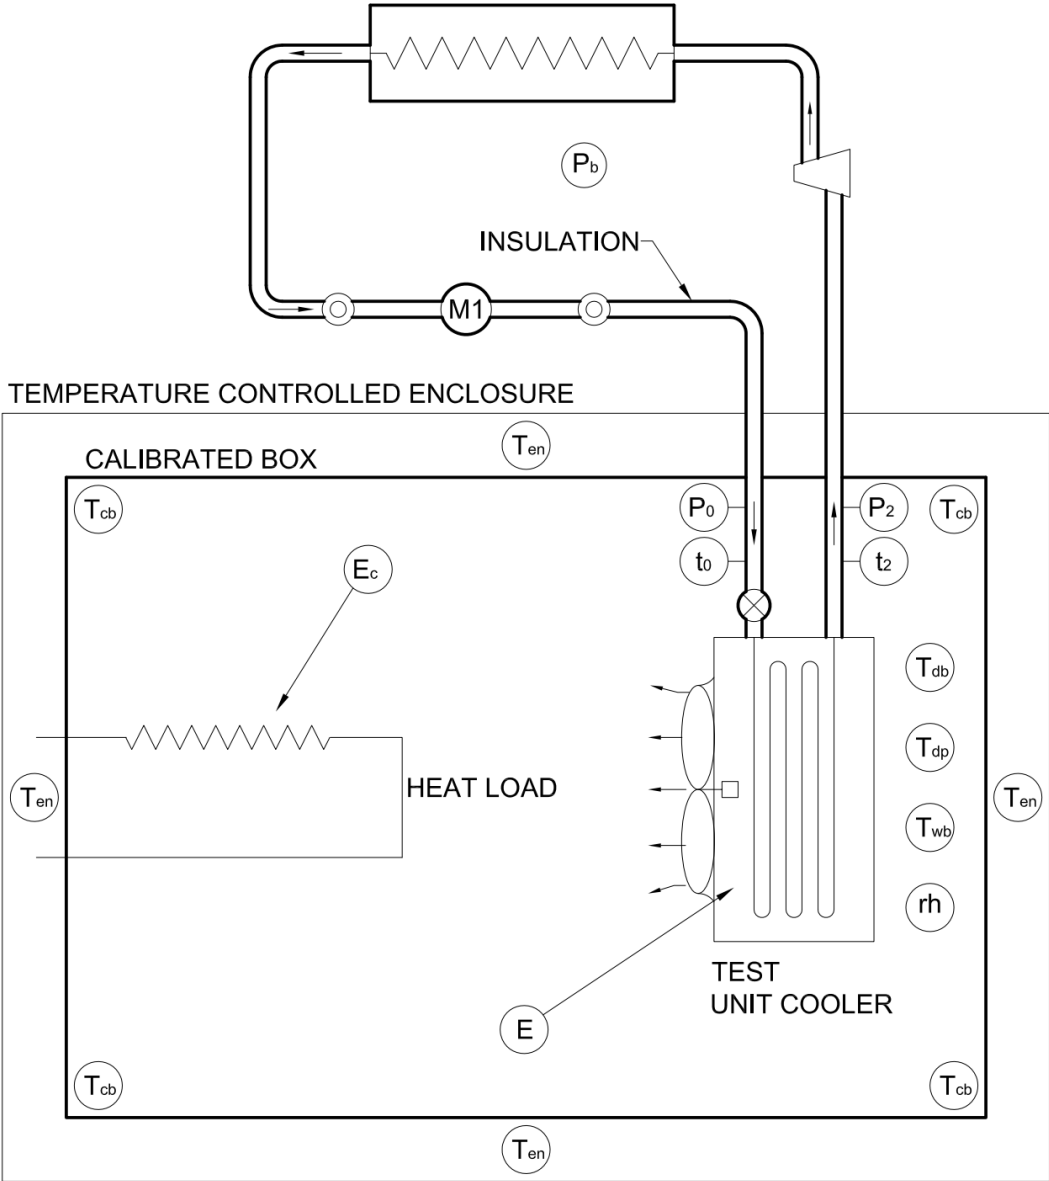 Pb
INSULATION
M1
TEMPERATURE CONTROLLED ENCLOSURE
Ten
CALIBRATED BOX
Tcb
P0
P2
Tcb
t0
t2
Ec
Tdb
Tdp
HEAT LOAD
Ten
Ten
Twb
rh
TEST
UNIT COOLER
E
Tcb
Tcb
Ten